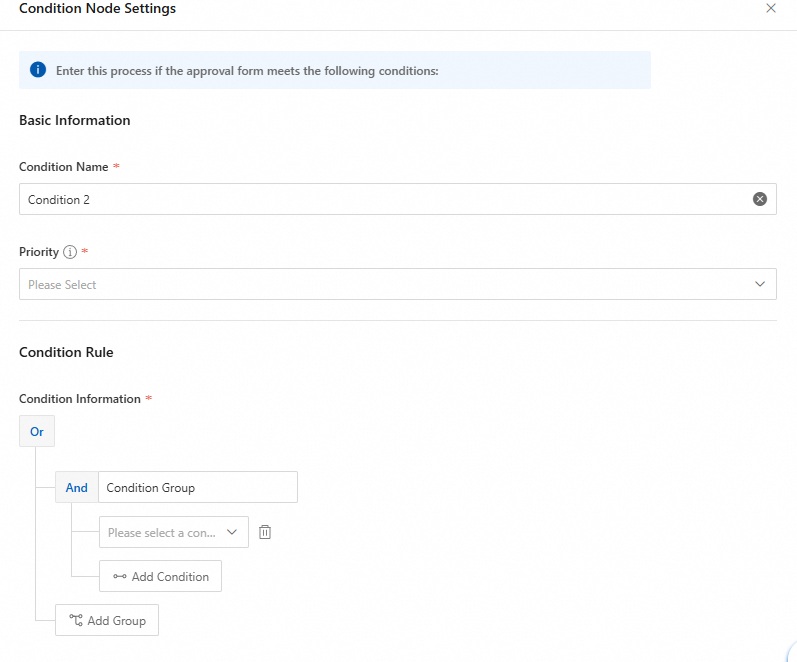 Condition Node Settings
Enter this process if the approval form meets the following conditions:
Basic Information
Condition Name *
Condition 2
Priority *
Please Select
Condition Rule
Condition Information *
Or
And Condition Group
Please select a con...
Add Condition
Add Group